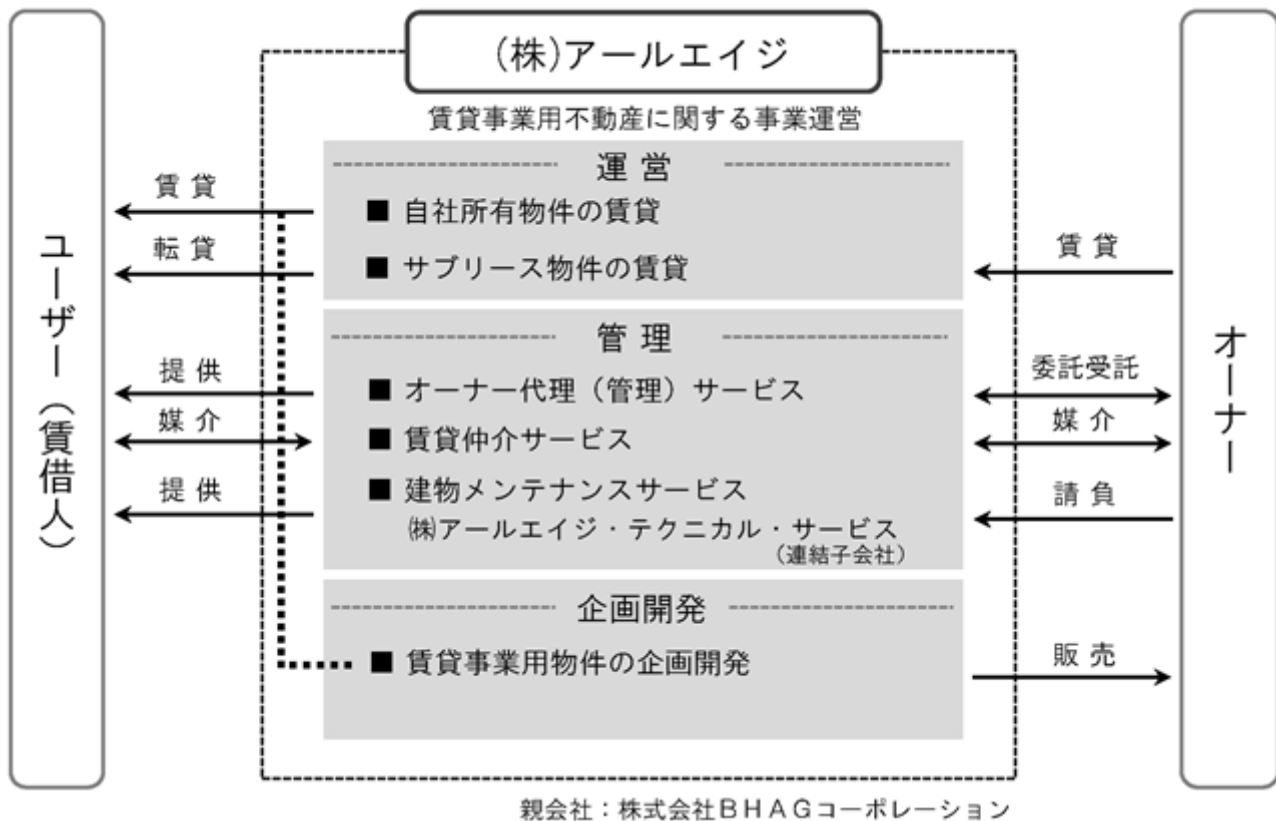 (株)アールエイジ
賃貸事業用不動産に関する事業運営
ユーザー（賃借人）
賃貸
転貸
提供
媒介
提供
運営
■ 自社所有物件の賃貸
■ サブリース物件の賃貸
管理
■ オーナー代理（管理）サービス
■ 賃貸仲介サービス
■ 建物メンテナンスサービス
㈱アールエイジ・テクニカル・サービス
（連結子会社）
企画開発
■ 賃貸事業用物件の企画開発
賃貸
委託受託
媒介
請負
販売
オーナー
親会社：株式会社ＢＨＡＧコーポレーション